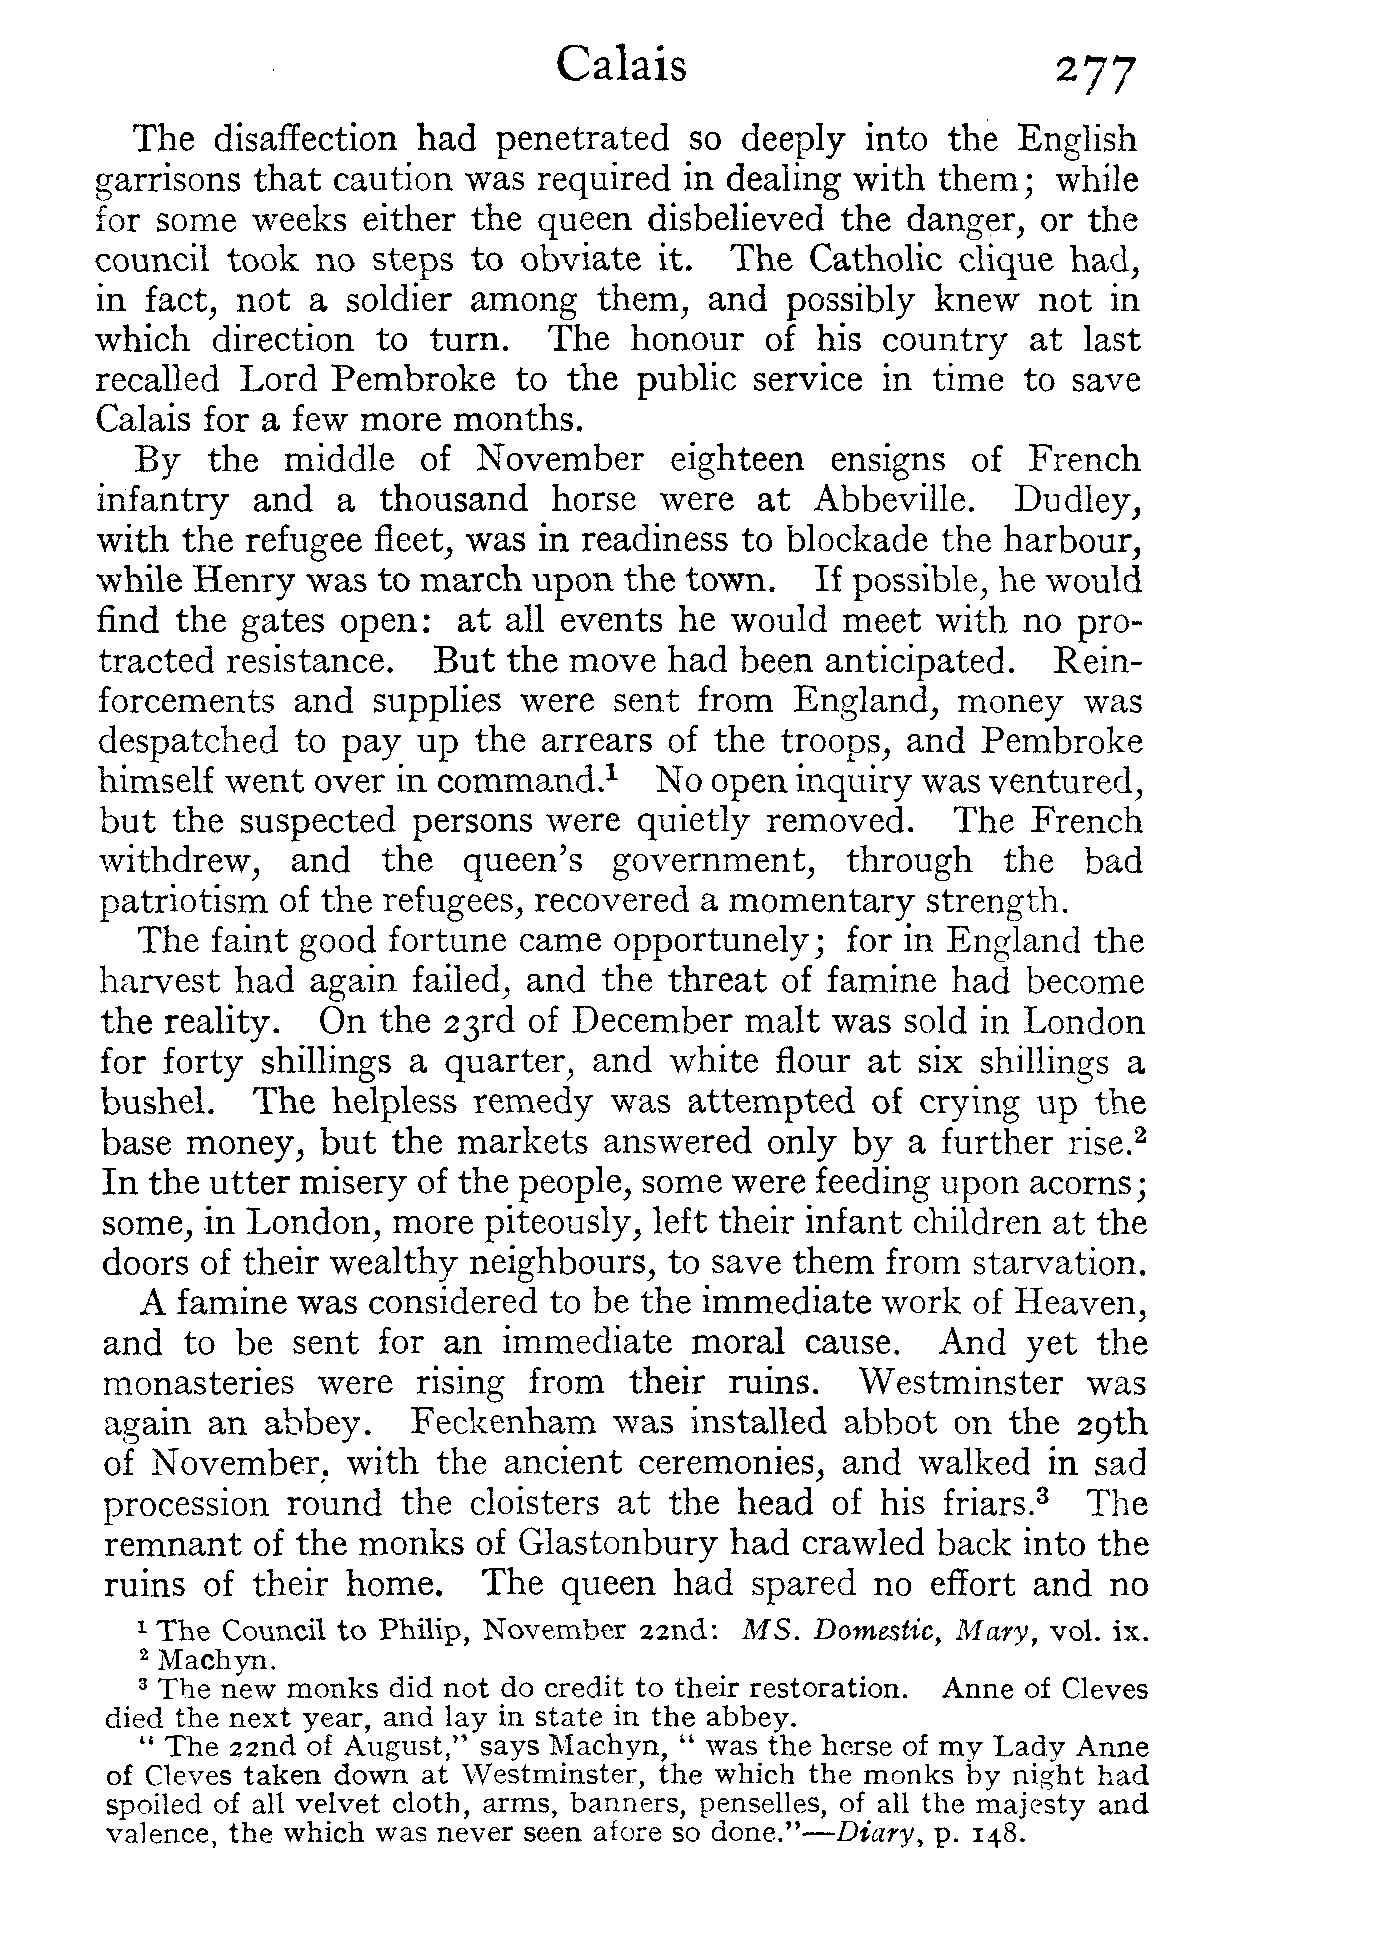 Calais 277
The disaffection had penetrated so deeply into the English
garrisons that caution was required in dealing with them; while
for some weeks either the queen disbelieved the danger, or the
council took no steps to obviate it. The Catholic clique had,
in fact, not a soldier among them, and possibly knew not in
which direction to turn. The honour of his country at last
recalled Lord Pembroke to the public service in time to save
Calais for a few more months.
By the middle of November eighteen ensigns of French
infantry and a thousand horse were at Abbeville. Dudley,
with the refugee fleet, was in readiness to blockade the harbour,
while Henry was to march upon the town. If possible, he would
find the gates open: at all events he would meet with no pro-
tracted resistance. But the move had been anticipated. Rein-
forcements and supplies were sent from England, money was
despatched to pay up the arrears of the troops, and Pembroke
himself went over in command.¹ No open inquiry was ventured,
but the suspected persons were quietly removed. The French
withdrew, and the queen's government, through the bad
patriotism of the refugees, recovered a momentary strength.
The faint good fortune came opportunely; for in England the
harvest had again failed, and the threat of famine had become
the reality. On the 23rd of December malt was sold in London
for forty shillings a quarter, and white flour at six shillings a
bushel. The helpless remedy was attempted of crying up the
base money, but the markets answered only by a further rise.²
In the utter misery of the people, some were feeding upon acorns;
some, in London, more piteously, left their infant children at the
doors of their wealthy neighbours, to save them from starvation.
A famine was considered to be the immediate work of Heaven,
and to be sent for an immediate moral cause. And yet the
monasteries were rising from their ruins. Westminster was
again an abbey. Feckenham was installed abbot on the 29th
of November, with the ancient ceremonies, and walked in sad
procession round the cloisters at the head of his friars.³ The
remnant of the monks of Glastonbury had crawled back into the
ruins of their home. The queen had spared no effort and no
¹ The Council to Philip, November 22nd: MS. Domestic, Mary, vol. ix.
² Machyn.
³ The new monks did not do credit to their restoration. Anne of Cleves
died the next year, and lay in state in the abbey.
" The 22nd of August," says Machyn, " was the herse of my Lady Anne
of Cleves taken down at Westminster, the which the monks by night had
spoiled of all velvet cloth, arms, banners, penselles, of all the majesty and
valence, the which was never seen afore so done."—Diary, p. 148.